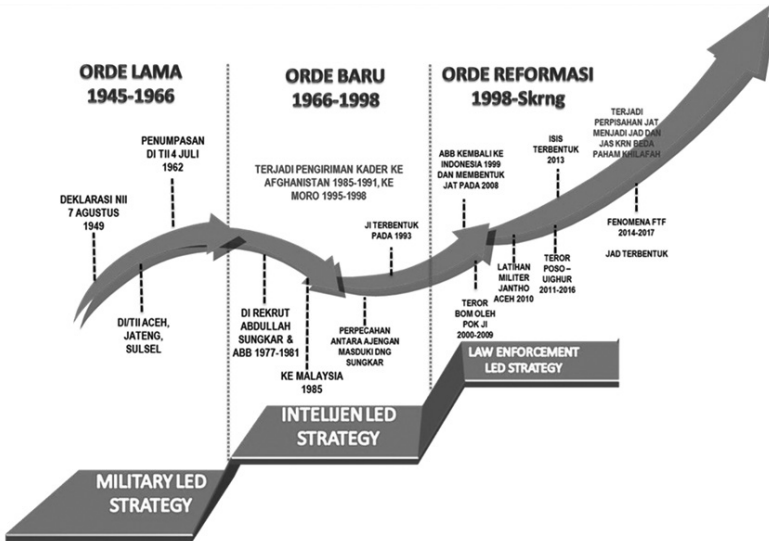 ORDE LAMA
1945-1966
DEKLARASI NII
7 AGUSTUS
1949
PENUMPASAN
DI TII 4 JULI
1962
DI/TII ACEH,
JATENG,
SULSEL
ORDE BARU
1966-1998
TERJADI PENGIRIMAN KADER KE
AFGHANISTAN 1985-1991, KE
MORO 1995-1998
DI REKRUT
ABDULLAH
SUNGKAR &
ABB 1977-1981
KE MALAYSIA
1985
JI TERBENTUK
PADA 1993
PERPECAHAN
ANTARA AJENGAN
MASDUKI DNG
SUNGKAR
ORDE REFORMASI
1998-Skrng
ABB KEMBALI KE
INDONESIA 1999
DAN MEMBENTUK
JAT PADA 2008
TEROR
BOM OLEH
POK JI
2000-2009
LATIHAN
MILITER
JANTHO
ACEH 2010
ISIS
TERBENTUK
2013
TEROR
POSO –
UIGHUR
2011-2016
TERJADI
PERPISAHAN JAT
MENJADI JAD DAN
JAS KRN BEDA
PAHAM KHILAFAH
FENOMENA FTF
2014-2017
JAD TERBENTUK
MILITARY LED
STRATEGY
INTELIJEN LED
STRATEGY
LAW ENFORCEMENT
LED STRATEGY